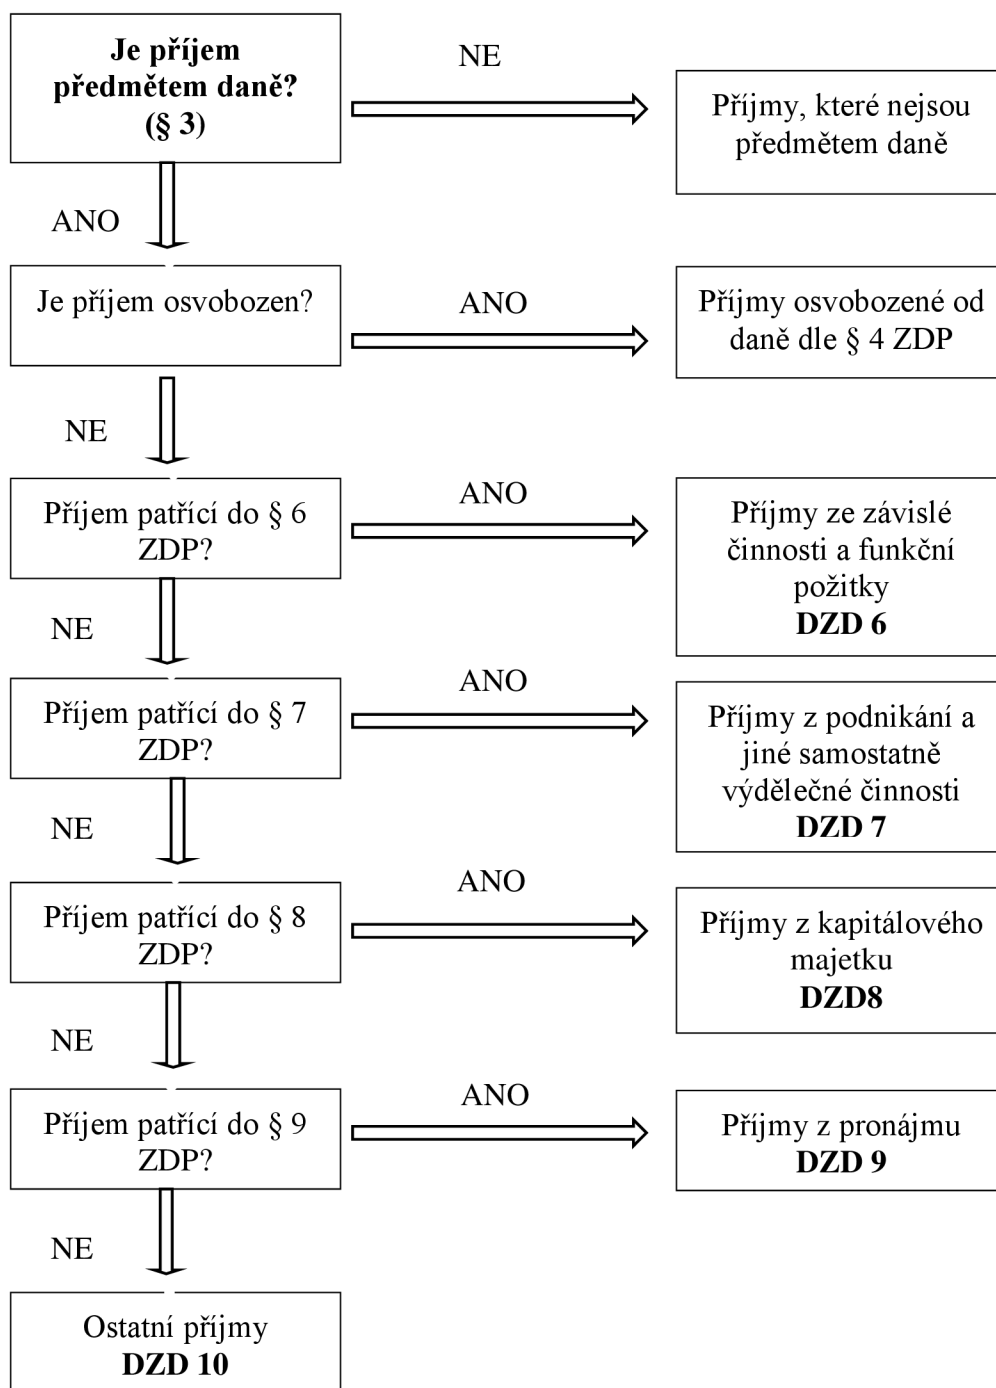 Je příjem
předmětem daně?
(§ 3)
NE
Příjmy, které nejsou
předmětem daně
ANO
Je příjem osvobozen?
ANO
Příjmy osvobozené od
daně dle § 4 ZDP
NE
Příjem patřící do § 6
ZDP?
ANO
Příjmy ze závislé
činnosti a funkční
požitky
DZD 6
NE
Příjem patřící do § 7
ZDP?
ANO
Příjmy z podnikání a
jiné samostatně
výdělečné činnosti
DZD 7
NE
Příjem patřící do § 8
ZDP?
ANO
Příjmy z kapitálového
majetku
DZD8
NE
Příjem patřící do § 9
ZDP?
ANO
Příjmy z pronájmu
DZD 9
NE
Ostatní příjmy
DZD 10